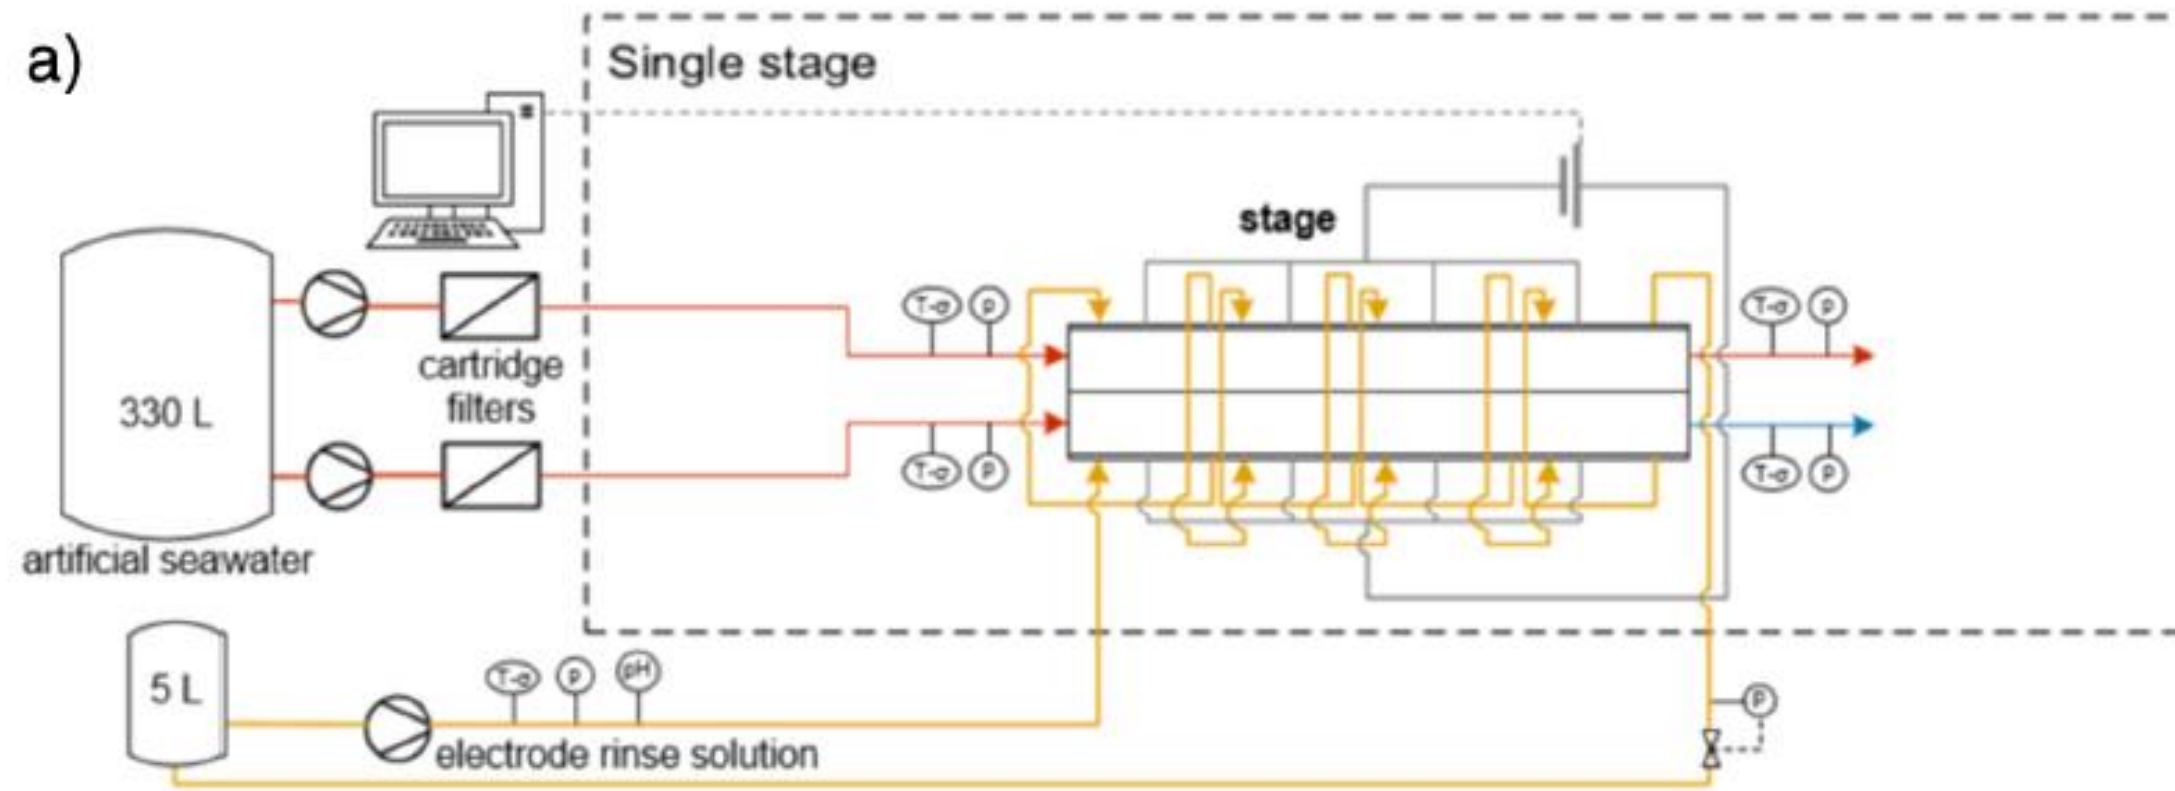 a)
Single stage
stage
T-σ
p
T-σ
p
cartridge
filters
330 L
T-σ
p
T-σ
p
artificial seawater
5 L
T-σ
p
pH
p
electrode rinse solution